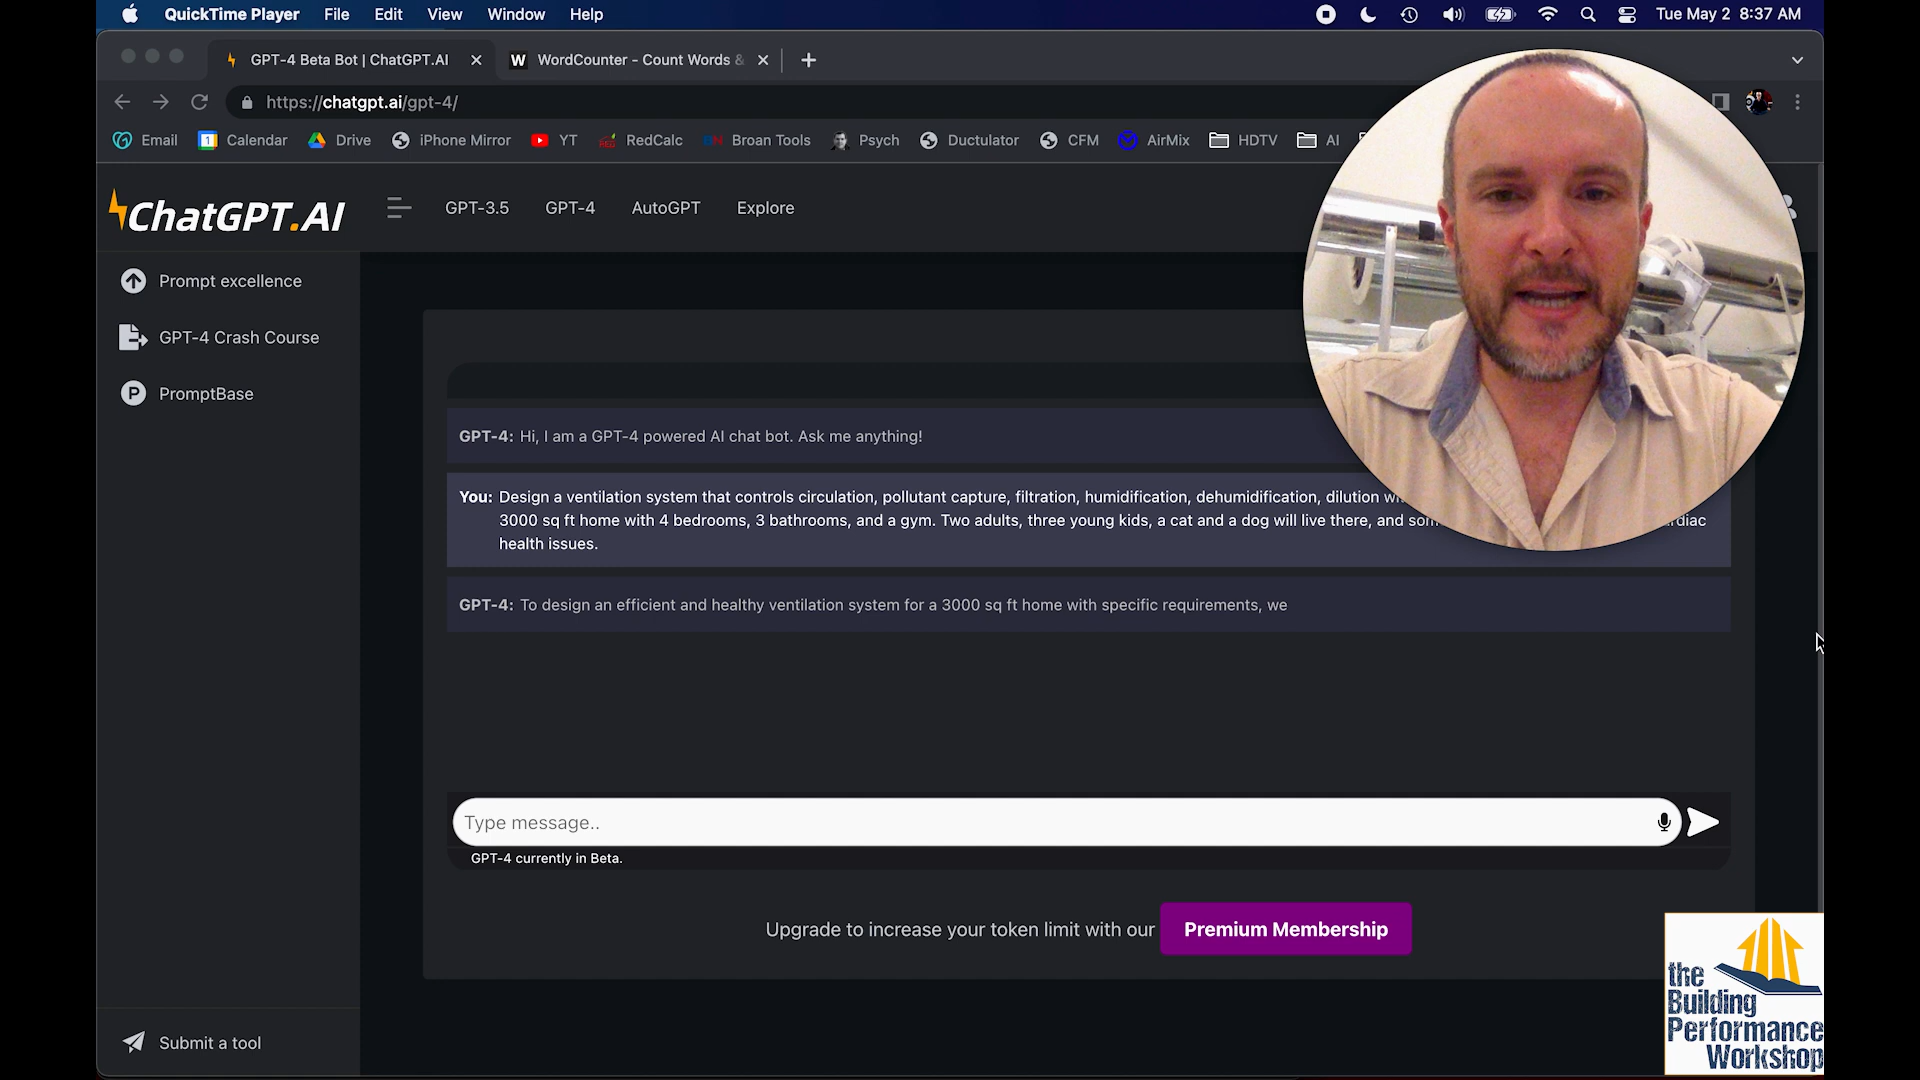 QuickTime Player File Edit View Window Help Tue May 2 8:37 AM
GPT-4 Beta Bot | ChatGPT.AI W WordCounter - Count Words &
https://chatgpt.ai/gpt-4/
Email 1 Calendar Drive iPhone Mirror YT RedCalc Broan Tools Psych Ductulator CFM AirMix HDTV AI
ChatGPT.AI GPT-3.5 GPT-4 AutoGPT Explore
Prompt excellence
GPT-4 Crash Course
P PromptBase
GPT-4: Hi, I am a GPT-4 powered AI chat bot. Ask me anything!
You: Design a ventilation system that controls circulation, pollutant capture, filtration, humidification, dehumidification, dilution
3000 sq ft home with 4 bedrooms, 3 bathrooms, and a gym. Two adults, three young kids, a cat and a dog will live there, and
health issues.
GPT-4: To design an efficient and healthy ventilation system for a 3000 sq ft home with specific requirements, we
Type message..
GPT-4 currently in Beta.
Upgrade to increase your token limit with our Premium Membership
Submit a tool
the
Building
Performance
Workshop